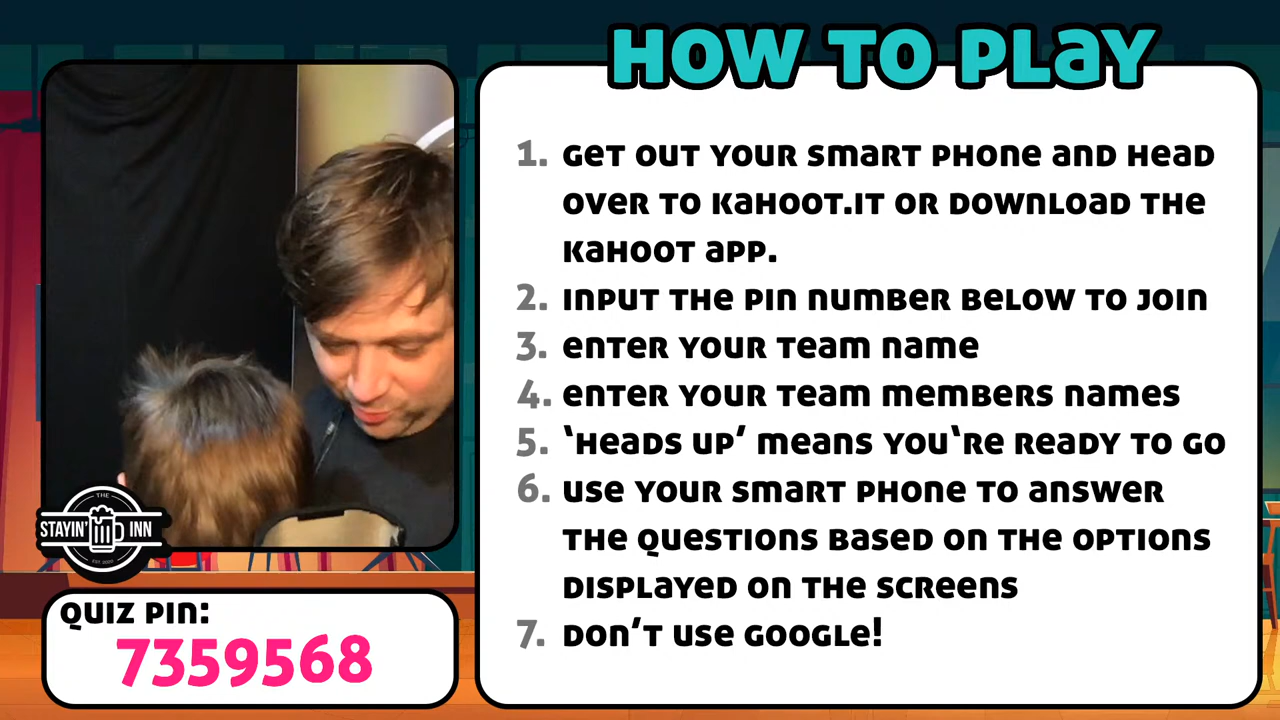 HOW TO PLAY
1. GET OUT YOUR SMART PHONE AND HEAD
OVER TO KAHOOT.IT OR DOWNLOAD THE
KAHOOT APP.
2. INPUT THE PIN NUMBER BELOW TO JOIN
3. ENTER YOUR TEAM NAME
4. ENTER YOUR TEAM MEMBERS NAMES
5. ‘HEADS UP’ MEANS YOU‘RE READY TO GO
6. USE YOUR SMART PHONE TO ANSWER
THE QUESTIONS BASED ON THE OPTIONS
DISPLAYED ON THE SCREENS
7. DON’T USE GOOGLE!
THE
STAYIN' INN
EST. 2020
QUIZ PIN:
7359568